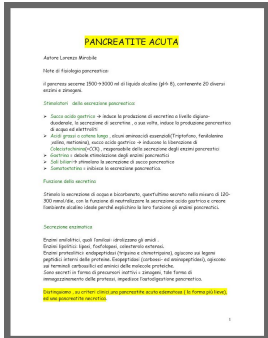 PANCREATITE ACUTA
Autore Lorenzo Mirabile
Note di fisiologia pancreatica:
il pancreas secerne 1500→3000 ml di liquido alcalino (pH› 8), contenente 20 diversi
enzimi e zimogeni.
Stimolatori della secrezione pancreatica:
➤ Succo acido gastrico → induce la produzione di secretina a livello digiuno-
duodenale, la secrezione di secretina , a sua volta, induce la produzione pancreatica
di acqua ed elettroliti
➤ Acidi grassi a catena lunga , alcuni aminoacidi essenziali(Triptofano, fenilalanina
,valina, metionina), succo acido gastrico → inducono la liberazione di
Colecistochinina(=CCK) , responsabile della secrezione degli enzimi pancreatici
➤ Gastrina→ debole stimolazione degli enzimi pancreatici
➤ Sali biliari→ stimolano la secrezione pancreatica
➤ Somatostatina→ inibisce la secrezione pancreatica.
Funzione della secretina
Stimola la secrezione di acqua e bicarbonato, quest'ultimo secreto nella misura di 120-
300 mmol/die, con la funzione di neutralizzare la secrezione acida gastrica e creare
l'ambiente alcalino ideale perché esplichino la loro funzione gli enzimi pancreatici.
Secrezione enzimatica
Enzimi amilolitici, quali l'amilasi: idrolizzano gli amidi .
Enzimi lipolitici: lipasi, fosfolipasi, colesterolo esterasi.
Enzimi proteolitici: endopeptidasi (tripsina e chimotripsina), agiscono sui legami
peptidici interni delle proteine. Esopeptidasi (carbossi- ed aminopeptidasi), agiscono
sui terminali carbossilici ed aminici delle molecole proteiche.
Sono secreti in forma di precursori inattivi = zimogeni, tale forma di
immagazzinamento delle proteasi, impedisce l'autodigestione pancreatica.
Distinguiamo , su criteri clinici,una pancreatite acuta edematosa ( la forma più lieve),
ed una pancreatite necrotica.
1